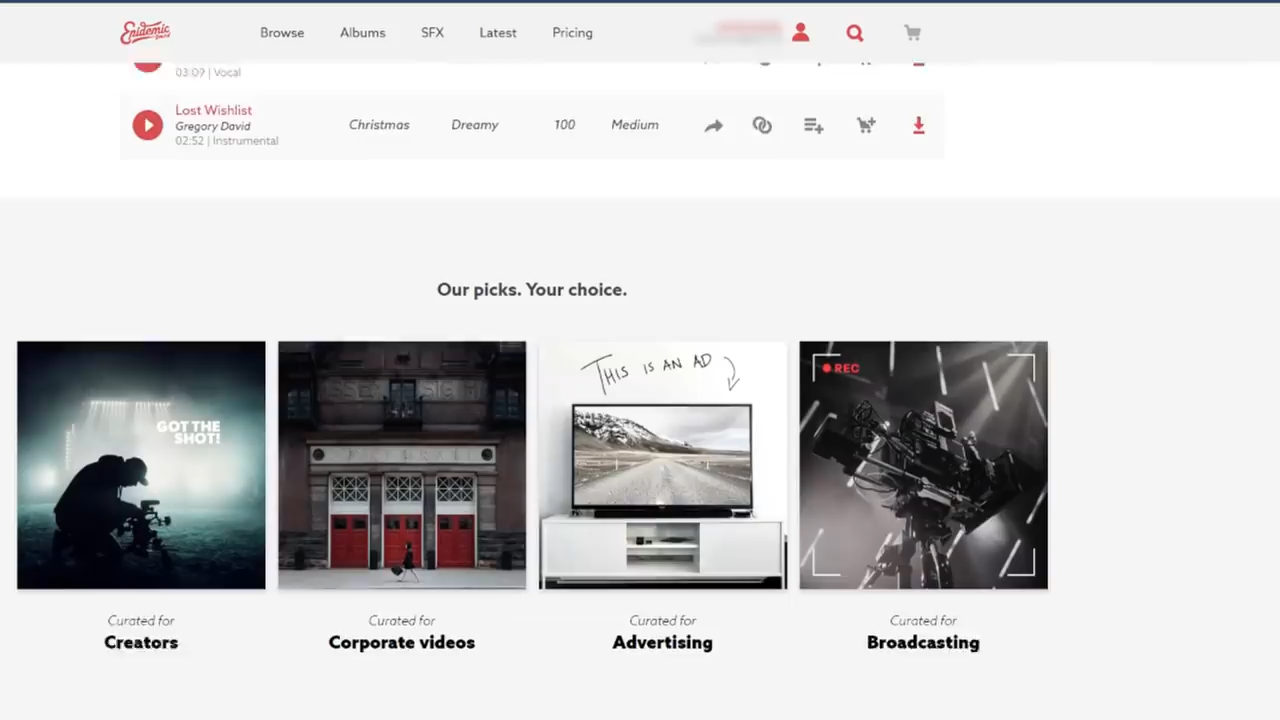 Epidemic
Browse
Albums
SFX
Latest
Pricing
03:09 | Vocal
Lost Wishlist
Gregory David
02:52 | Instrumental
Christmas
Dreamy
100
Medium
Our picks. Your choice.
GOT THE
SHOT!
THIS IS AN AD
REC
Curated for
Creators
Curated for
Corporate videos
Curated for
Advertising
Curated for
Broadcasting